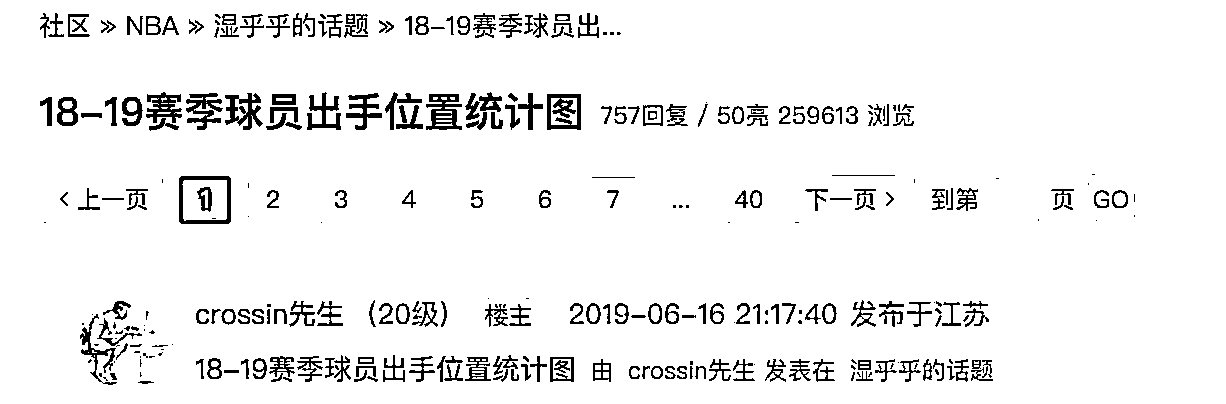 社区 » NBA » 湿乎乎的话题 » 18-19赛季球员出...
18-19赛季球员出手位置统计图 757回复 / 50亮 259613 浏览
‹ 上一页 1 2 3 4 5 6 7 ... 40 下一页 › 到第 页 GO
crossin先生 （20级） 楼主 2019-06-16 21:17:40 发布于江苏
18-19赛季球员出手位置统计图 由 crossin先生 发表在 湿乎乎的话题